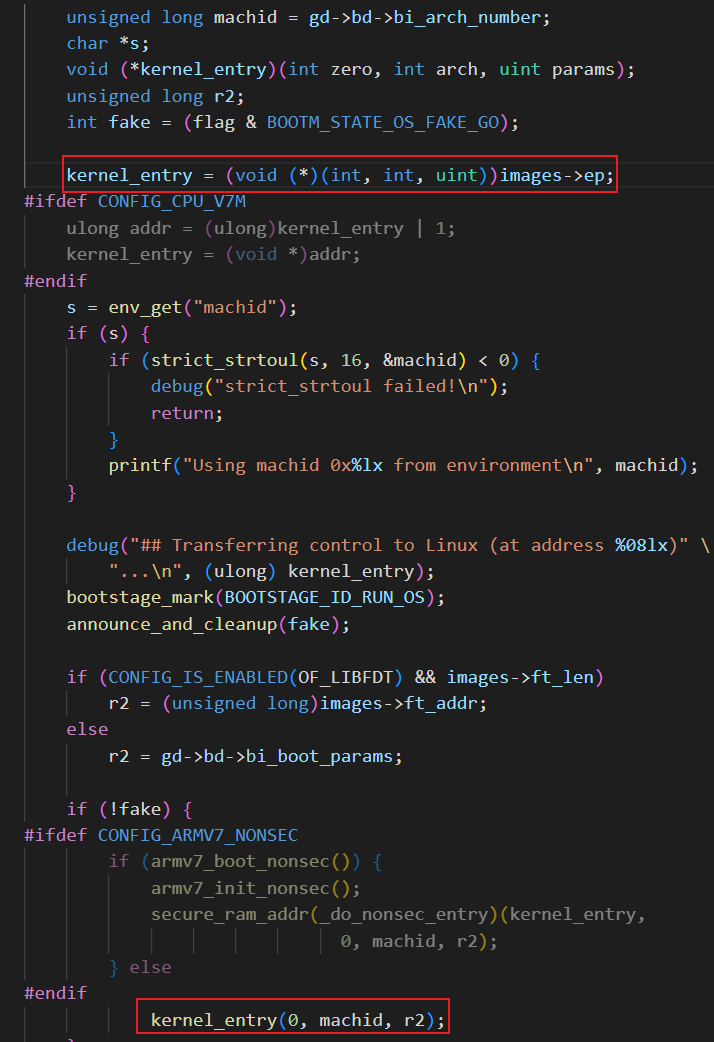 unsigned long machid = gd->bd->bi_arch_number;
char *s;
void (*kernel_entry)(int zero, int arch, uint params);
unsigned long r2;
int fake = (flag & BOOTM_STATE_OS_FAKE_GO);
kernel_entry = (void (*)(int, int, uint))images->ep;
#ifdef CONFIG_CPU_V7M
ulong addr = (ulong)kernel_entry | 1;
kernel_entry = (void *)addr;
#endif
s = env_get("machid");
if (s) {
if (strict_strtoul(s, 16, &machid) < 0) {
debug("strict_strtoul failed!\n");
return;
}
printf("Using machid 0x%lx from environment\n", machid);
}
debug("## Transferring control to Linux (at address %08lx)" \
"...\n", (ulong) kernel_entry);
bootstage_mark(BOOTSTAGE_ID_RUN_OS);
announce_and_cleanup(fake);
if (CONFIG_IS_ENABLED(OF_LIBFDT) && images->ft_len)
r2 = (unsigned long)images->ft_addr;
else
r2 = gd->bd->bi_boot_params;
if (!fake) {
#ifdef CONFIG_ARMV7_NONSEC
if (armv7_boot_nonsec()) {
armv7_init_nonsec();
secure_ram_addr(_do_nonsec_entry)(kernel_entry,
0, machid, r2);
} else
#endif
kernel_entry(0, machid, r2);